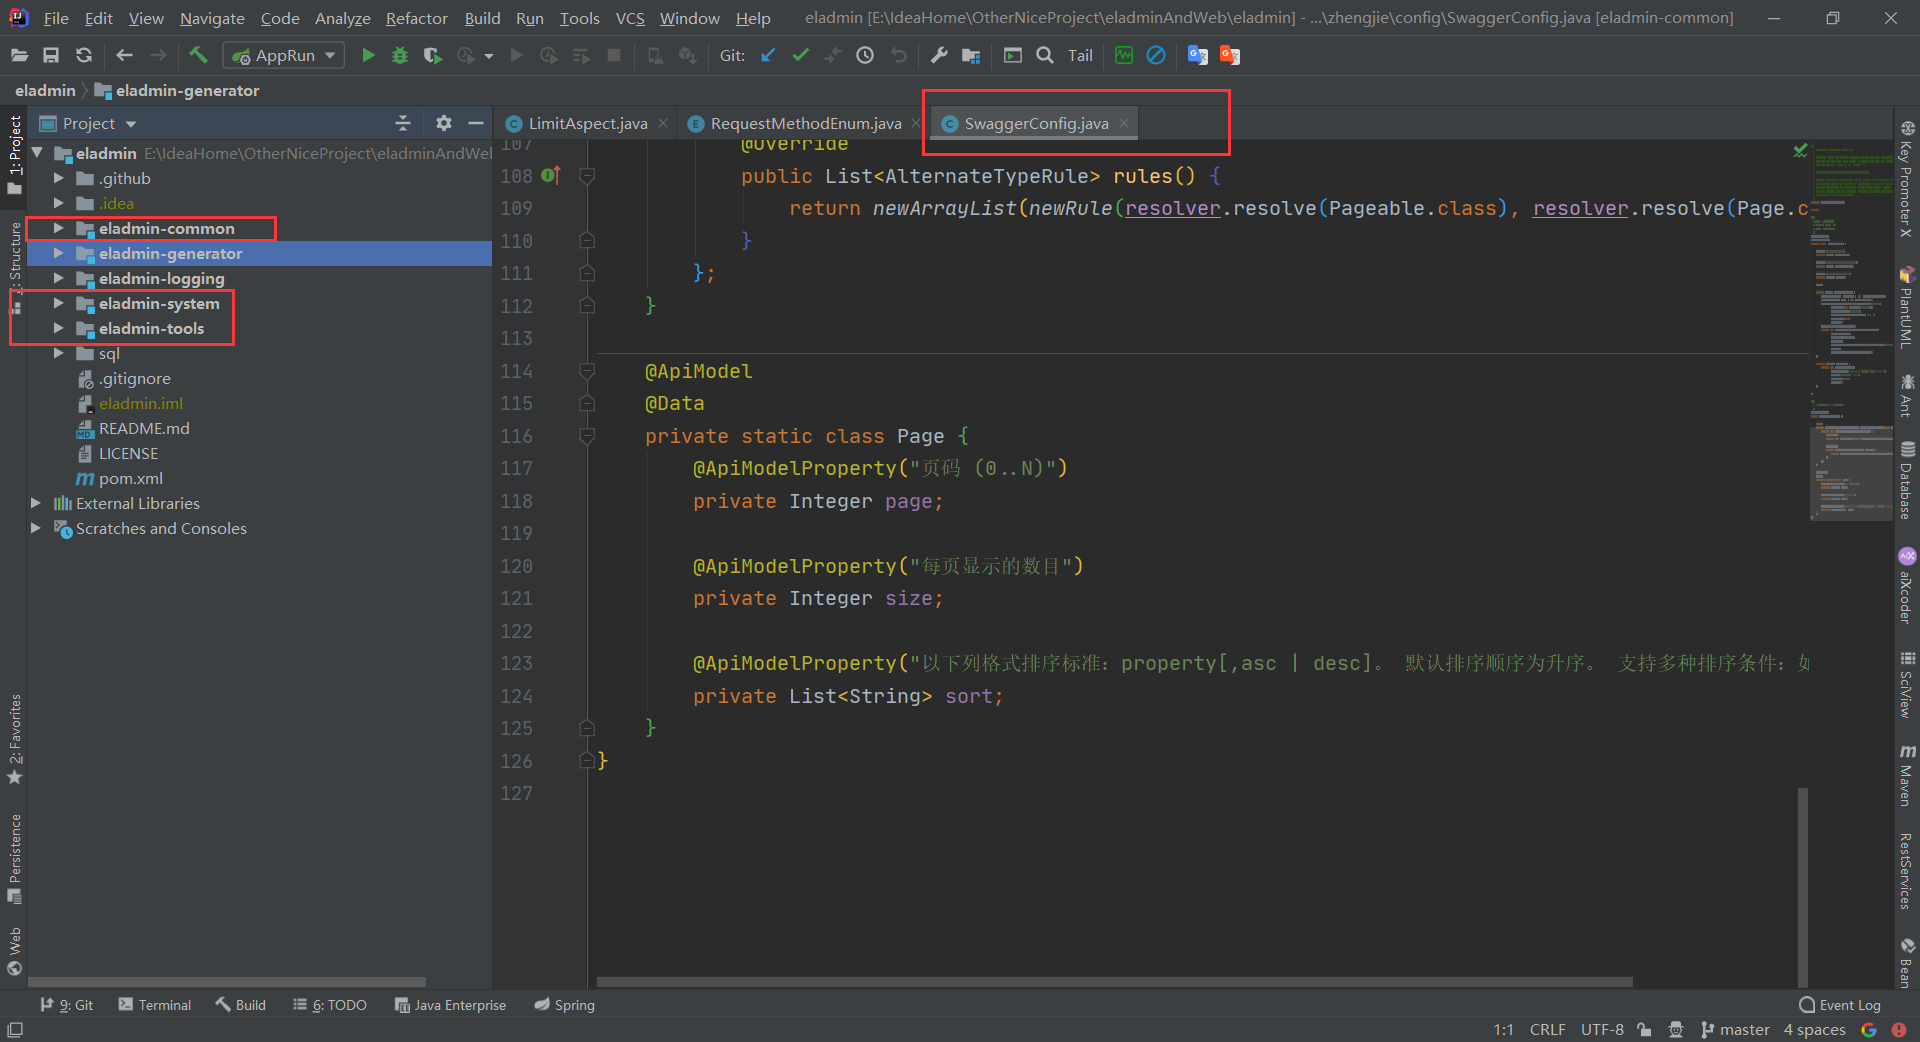 File Edit View Navigate Code Analyze Refactor Build Run Tools VCS Window Help eladmin [E:\IdeaHome\OtherNiceProject\eladminAndWeb\eladmin] - ...\zhengjie\config\SwaggerConfig.java [eladmin-common]
AppRun Git: Tail
eladmin eladmin-generator
Project
LimitAspect.java RequestMethodEnum.java SwaggerConfig.java
eladmin E:\IdeaHome\OtherNiceProject\eladminAndWeb
.github
.idea
eladmin-common
eladmin-generator
eladmin-logging
eladmin-system
eladmin-tools
sql
.gitignore
eladmin.iml
README.md
LICENSE
pom.xml
External Libraries
Scratches and Consoles
107 @Override
108 public List<AlternateTypeRule> rules() {
109 return newArrayList(newRule(resolver.resolve(Pageable.class), resolver.resolve(Page.c
110 }
111 };
112 }
113
114 @ApiModel
115 @Data
116 private static class Page {
117 @ApiModelProperty("页码 (0..N)")
118 private Integer page;
119
120 @ApiModelProperty("每页显示的数目")
121 private Integer size;
122
123 @ApiModelProperty("以下列格式排序标准：property[,asc | desc]。 默认排序顺序为升序。 支持多种排序条件：如
124 private List<String> sort;
125 }
126 }
127
1: Project
Structure
2: Favorites
Persistence
Web
Key Promoter X
PlantUML
Ant
Database
aiXcoder
SciView
Maven
RestServices
Bean
9: Git Terminal Build 6: TODO Java Enterprise Spring Event Log
1:1 CRLF UTF-8 master 4 spaces